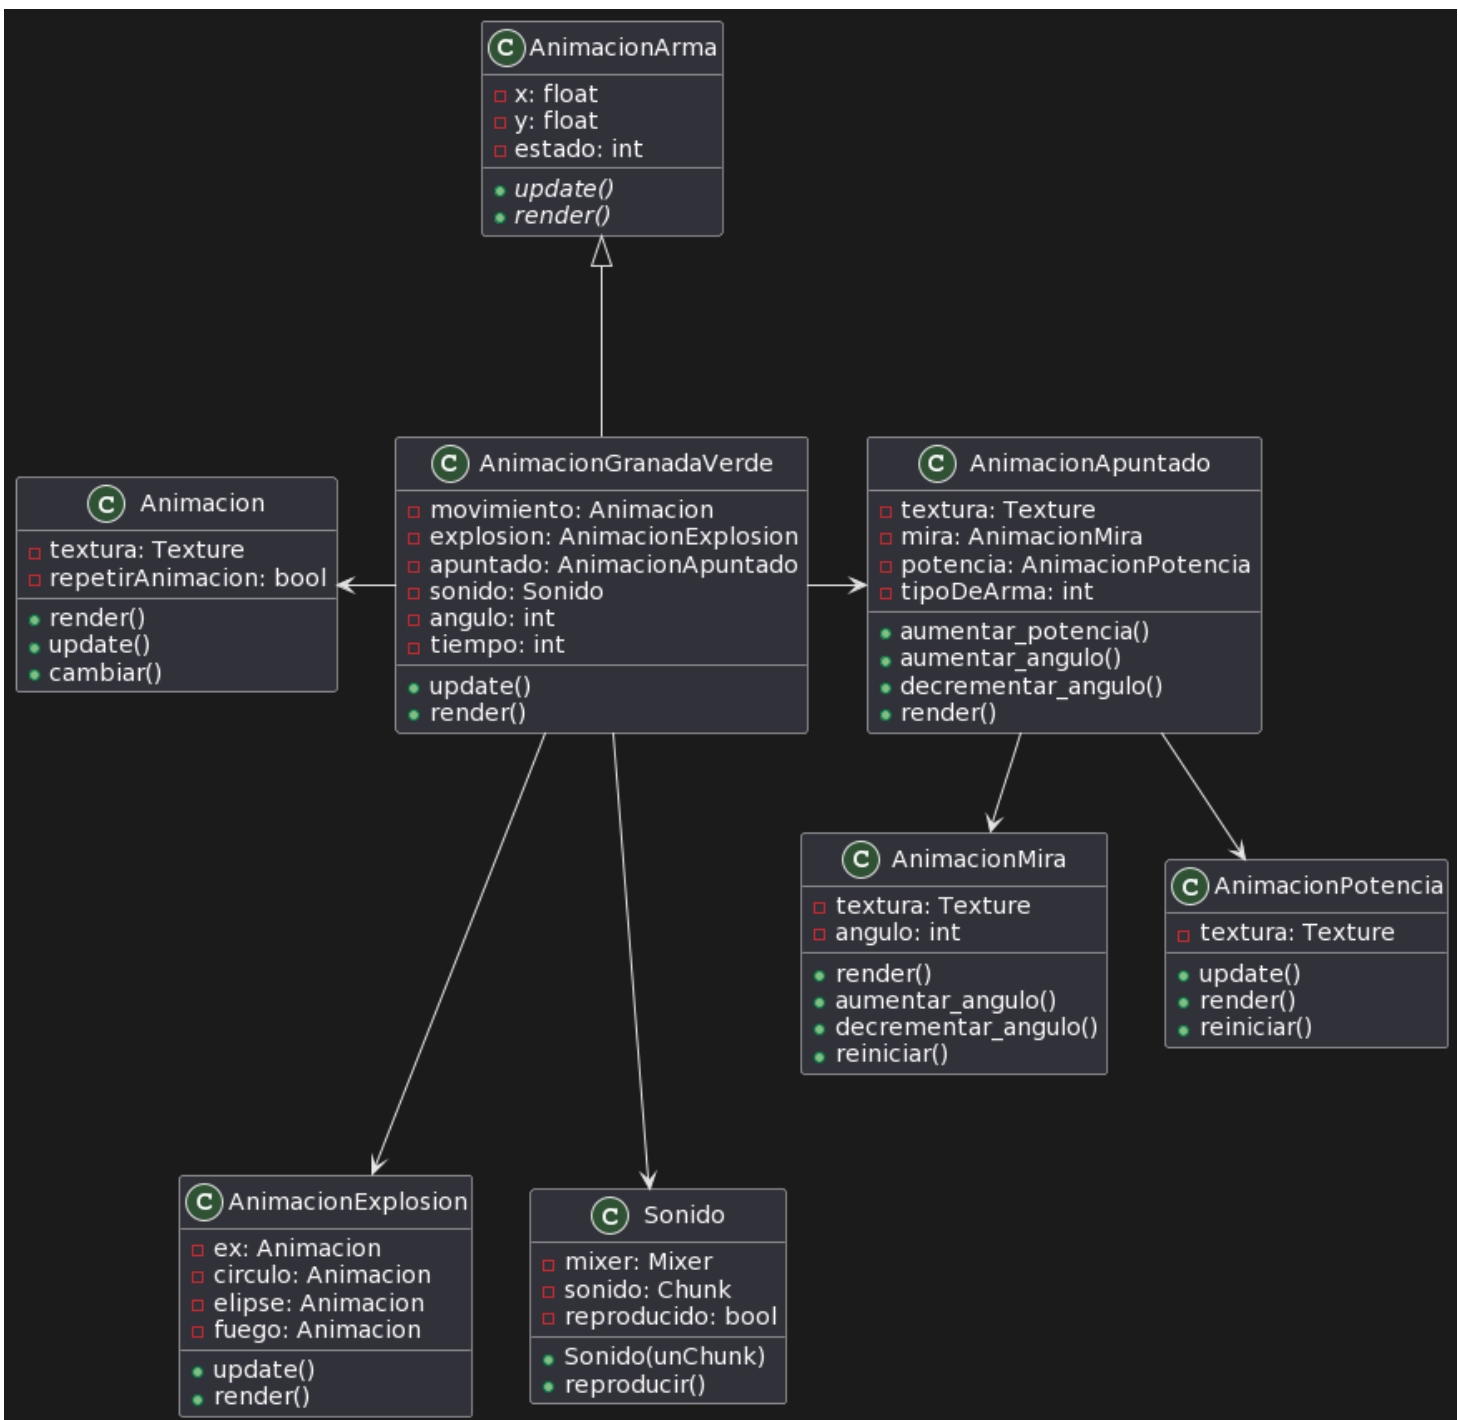 C AnimacionArma
x: float
y: float
estado: int
update()
render()
C Animacion
textura: Texture
repetirAnimacion: bool
render()
update()
cambiar()
C AnimacionGranadaVerde
movimiento: Animacion
explosion: AnimacionExplosion
apuntado: AnimacionApuntado
sonido: Sonido
angulo: int
tiempo: int
update()
render()
C AnimacionApuntado
textura: Texture
mira: AnimacionMira
potencia: AnimacionPotencia
tipoDeArma: int
aumentar_potencia()
aumentar_angulo()
decrementar_angulo()
render()
C AnimacionMira
textura: Texture
angulo: int
render()
aumentar_angulo()
decrementar_angulo()
reiniciar()
C AnimacionPotencia
textura: Texture
update()
render()
reiniciar()
C AnimacionExplosion
ex: Animacion
circulo: Animacion
elipse: Animacion
fuego: Animacion
update()
render()
C Sonido
mixer: Mixer
sonido: Chunk
reproducido: bool
Sonido(unChunk)
reproducir()